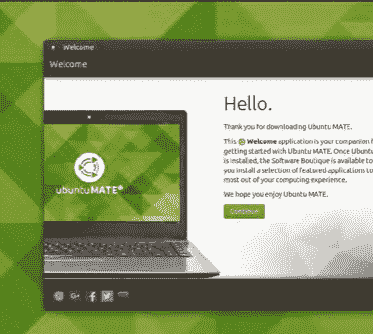 Welcome
Welcome
Hello.
Thank you for downloading Ubuntu MATE.
This Welcome application is your companion f
getting started with Ubuntu MATE. Once Ubuntu
is installed, the Software Boutique is available to
you install a selection of featured applications to
most out of your computing experience.
We hope you enjoy Ubuntu MATE.
Continue
ubuntu MATE